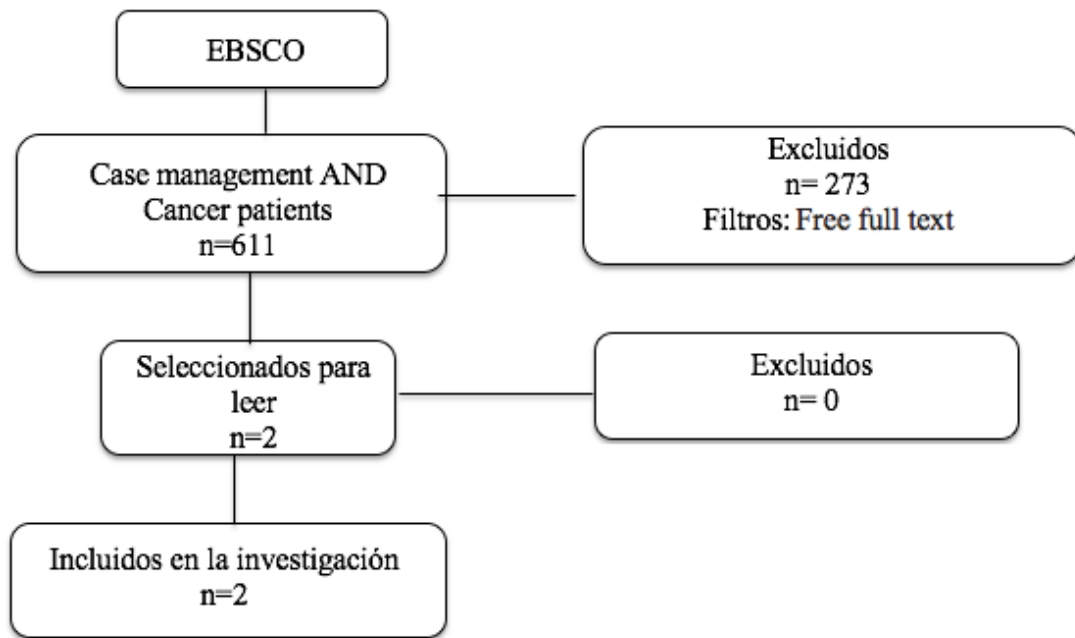 EBSCO
Case management AND
Cancer patients
n=611
Excluidos
n= 273
Filtros: Free full text
Seleccionados para
leer
n=2
Excluidos
n= 0
Incluidos en la investigación
n=2